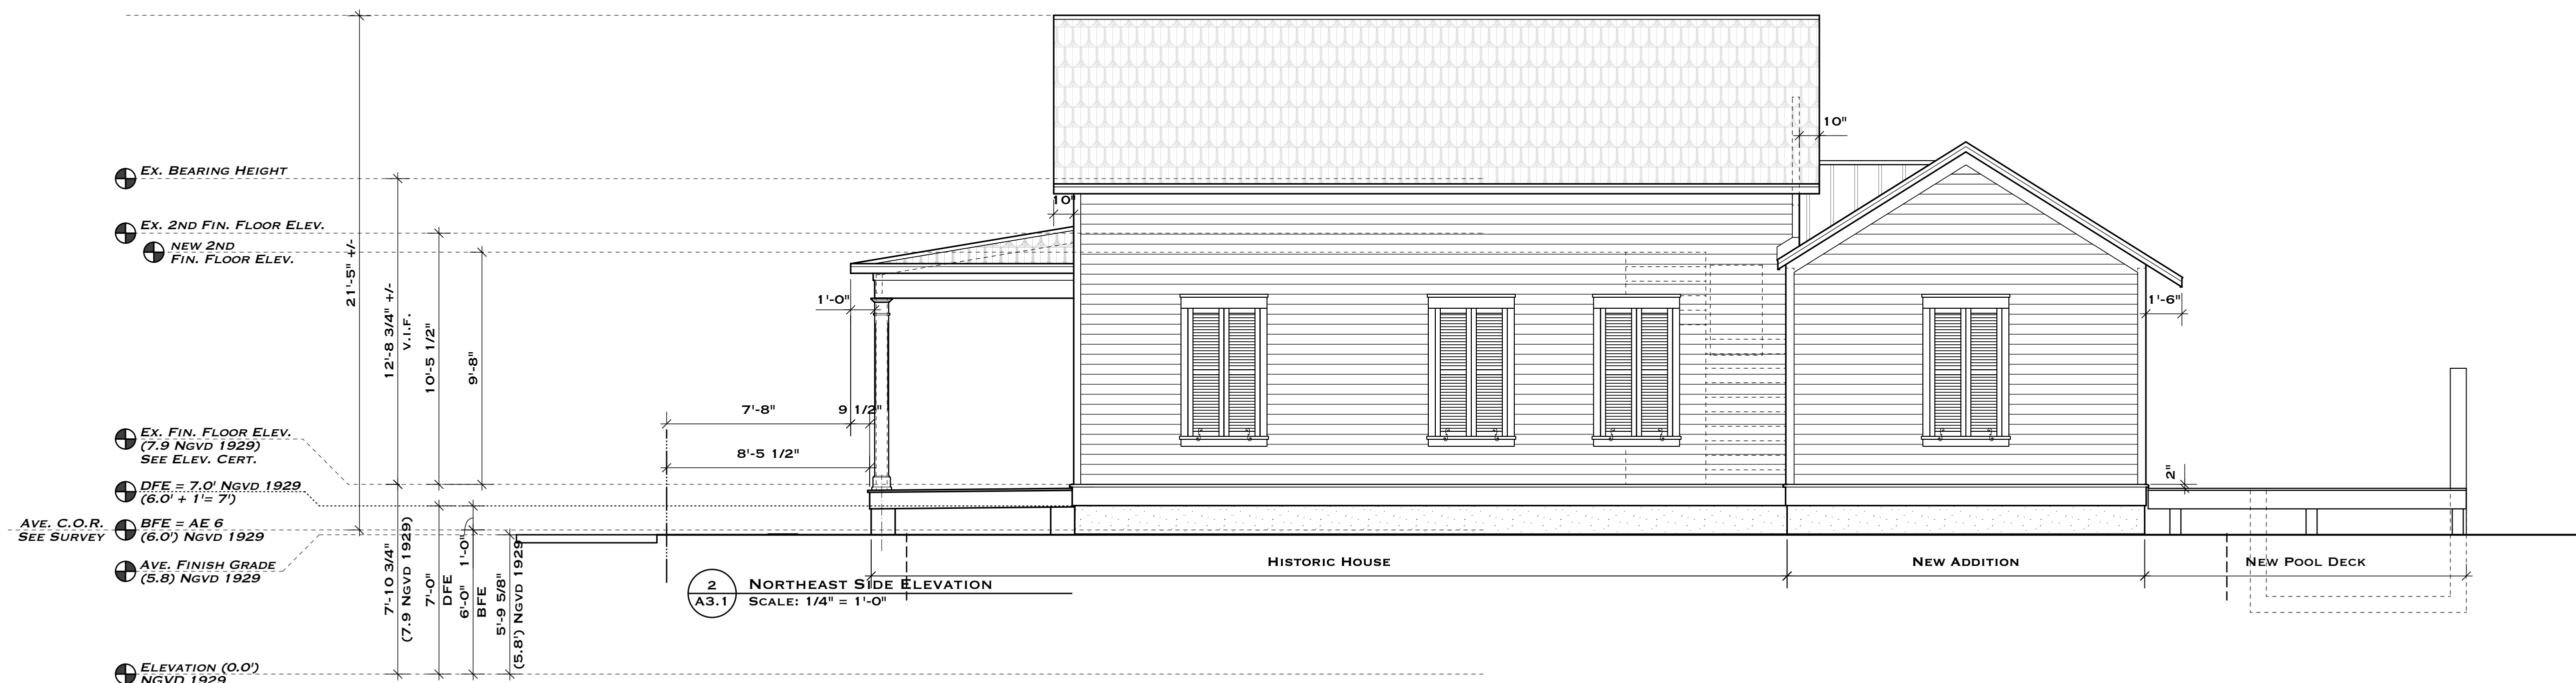 10"
Ex. Bearing Height
10"
Ex. 2nd Fin. Floor Elev.
new 2nd
Fin. Floor Elev.
21'-5" +/-
12'-8 3/4" +/-
V.I.F.
10'-5 1/2"
9'-8"
1'-0"
1'-6"
7'-8"
9 1/2"
8'-5 1/2"
2"
Ex. Fin. Floor Elev.
(7.9 Ngvd 1929)
See Elev. Cert.
DFE = 7.0' Ngvd 1929
(6.0' + 1'= 7')
Ave. C.O.R.
See Survey
BFE = AE 6
(6.0') Ngvd 1929
Ave. Finish Grade
(5.8) Ngvd 1929
7'-10 3/4"
(7.9 Ngvd 1929)
7'-0"
DFE
6'-0"
1'-0"
BFE
5'-9 5/8"
(5.8') Ngvd 1929
Historic House
New Addition
New Pool Deck
2
A3.1
Northeast Side Elevation
Scale: 1/4" = 1'-0"
Elevation (0.0')
NGVD 1929